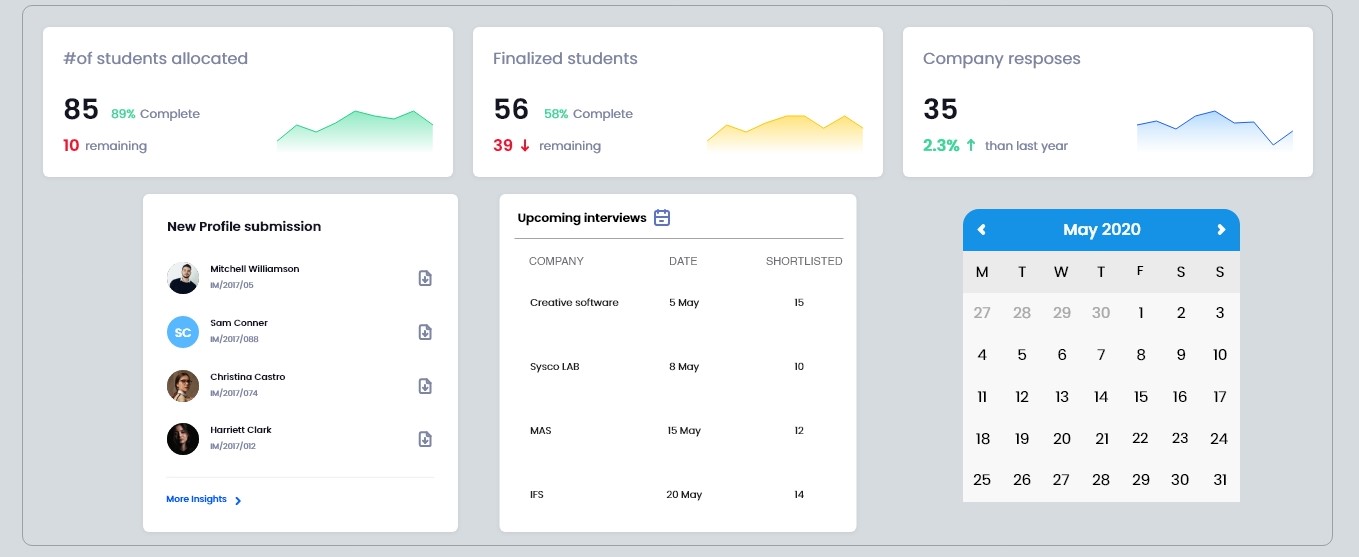 #of students allocated
85 89% Complete
10 remaining
Finalized students
56 58% Complete
39 ↓ remaining
Company resposes
35
2.3% ↑ than last year
New Profile submission
Mitchell Williamson
IM/2017/05
SC
Sam Conner
IM/2017/088
Christina Castro
IM/2017/074
Harriett Clark
IM/2017/012
More Insights
Upcoming interviews
COMPANY DATE SHORTLISTED
Creative software 5 May 15
Sysco LAB 8 May 10
MAS 15 May 12
IFS 20 May 14
May 2020
M T W T F S S
27 28 29 30 1 2 3
4 5 6 7 8 9 10
11 12 13 14 15 16 17
18 19 20 21 22 23 24
25 26 27 28 29 30 31